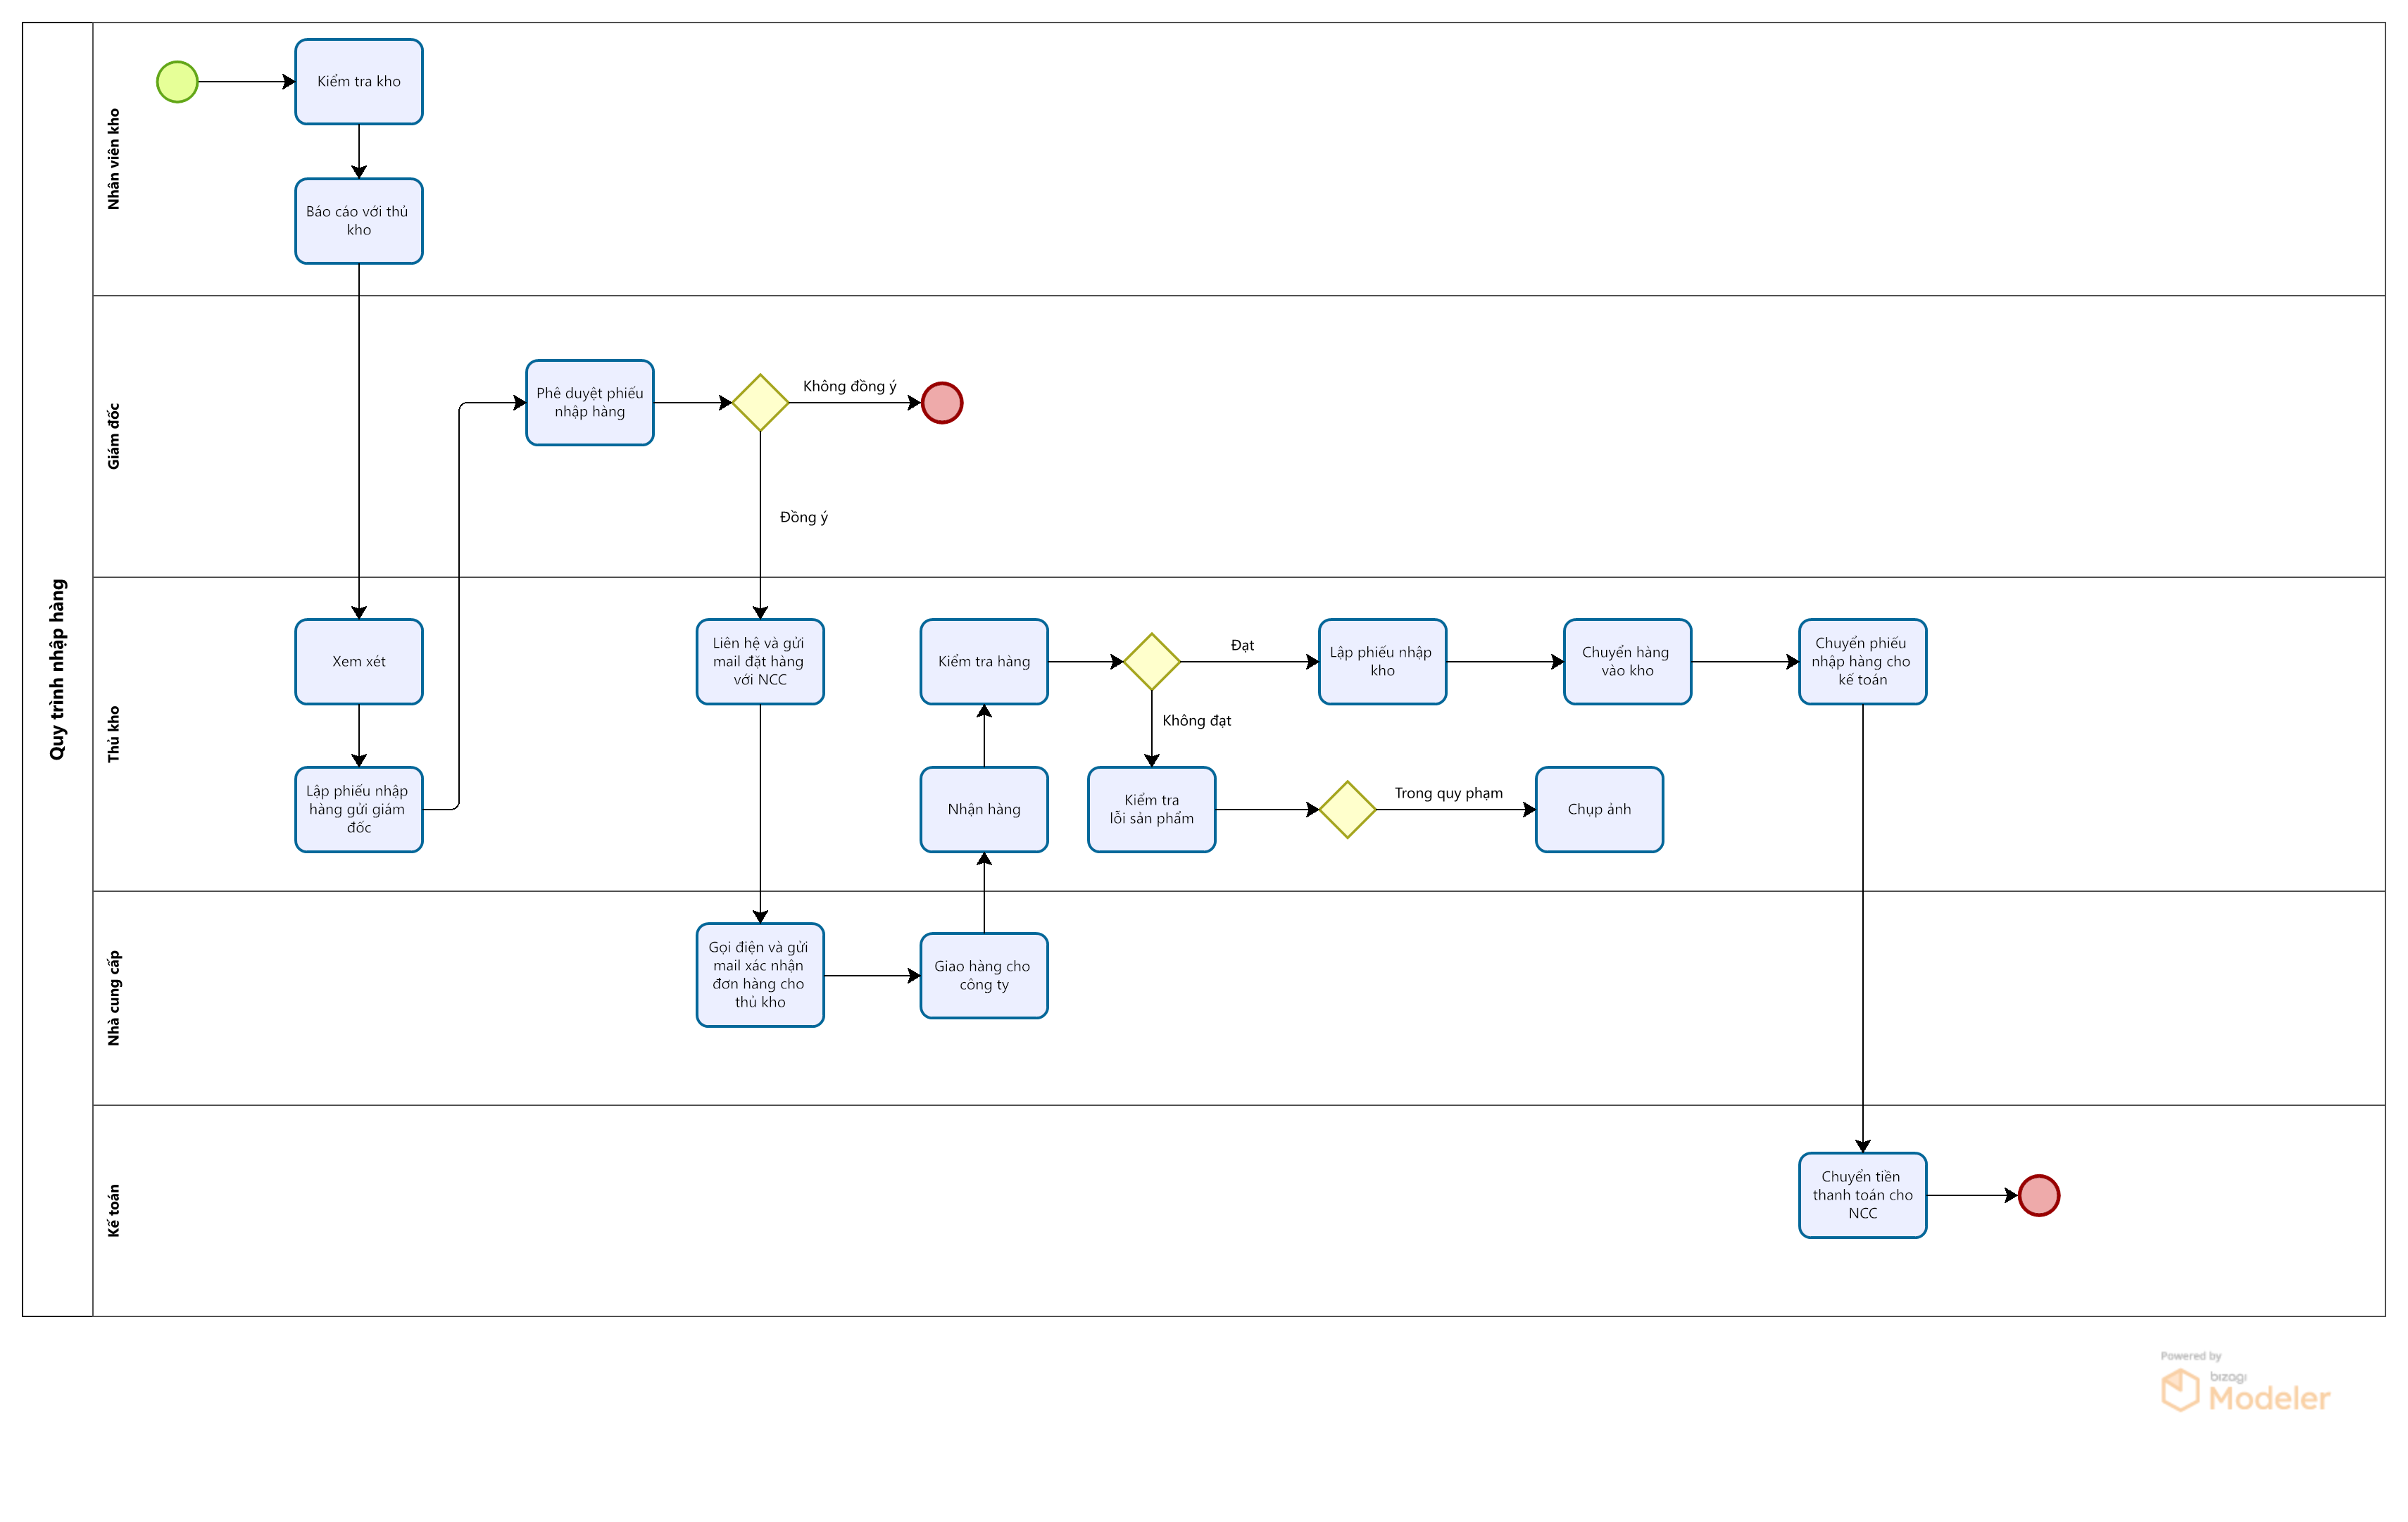 Quy trình nhập hàng
Nhân viên kho
Kiểm tra kho
Báo cáo với thủ
kho
Giám đốc
Phê duyệt phiếu
nhập hàng
Không đồng ý
Đồng ý
Thủ kho
Xem xét
Lập phiếu nhập
hàng gửi giám
đốc
Liên hệ và gửi
mail đặt hàng
với NCC
Kiểm tra hàng
Nhận hàng
Đạt
Không đạt
Lập phiếu nhập
kho
Chuyển hàng
vào kho
Chuyển phiếu
nhập hàng cho
kế toán
Kiểm tra
lỗi sản phẩm
Trong quy phạm
Chụp ảnh
Nhà cung cấp
Gọi điện và gửi
mail xác nhận
đơn hàng cho
thủ kho
Giao hàng cho
công ty
Kế toán
Chuyển tiền
thanh toán cho
NCC
Powered by
bizagi
Modeler